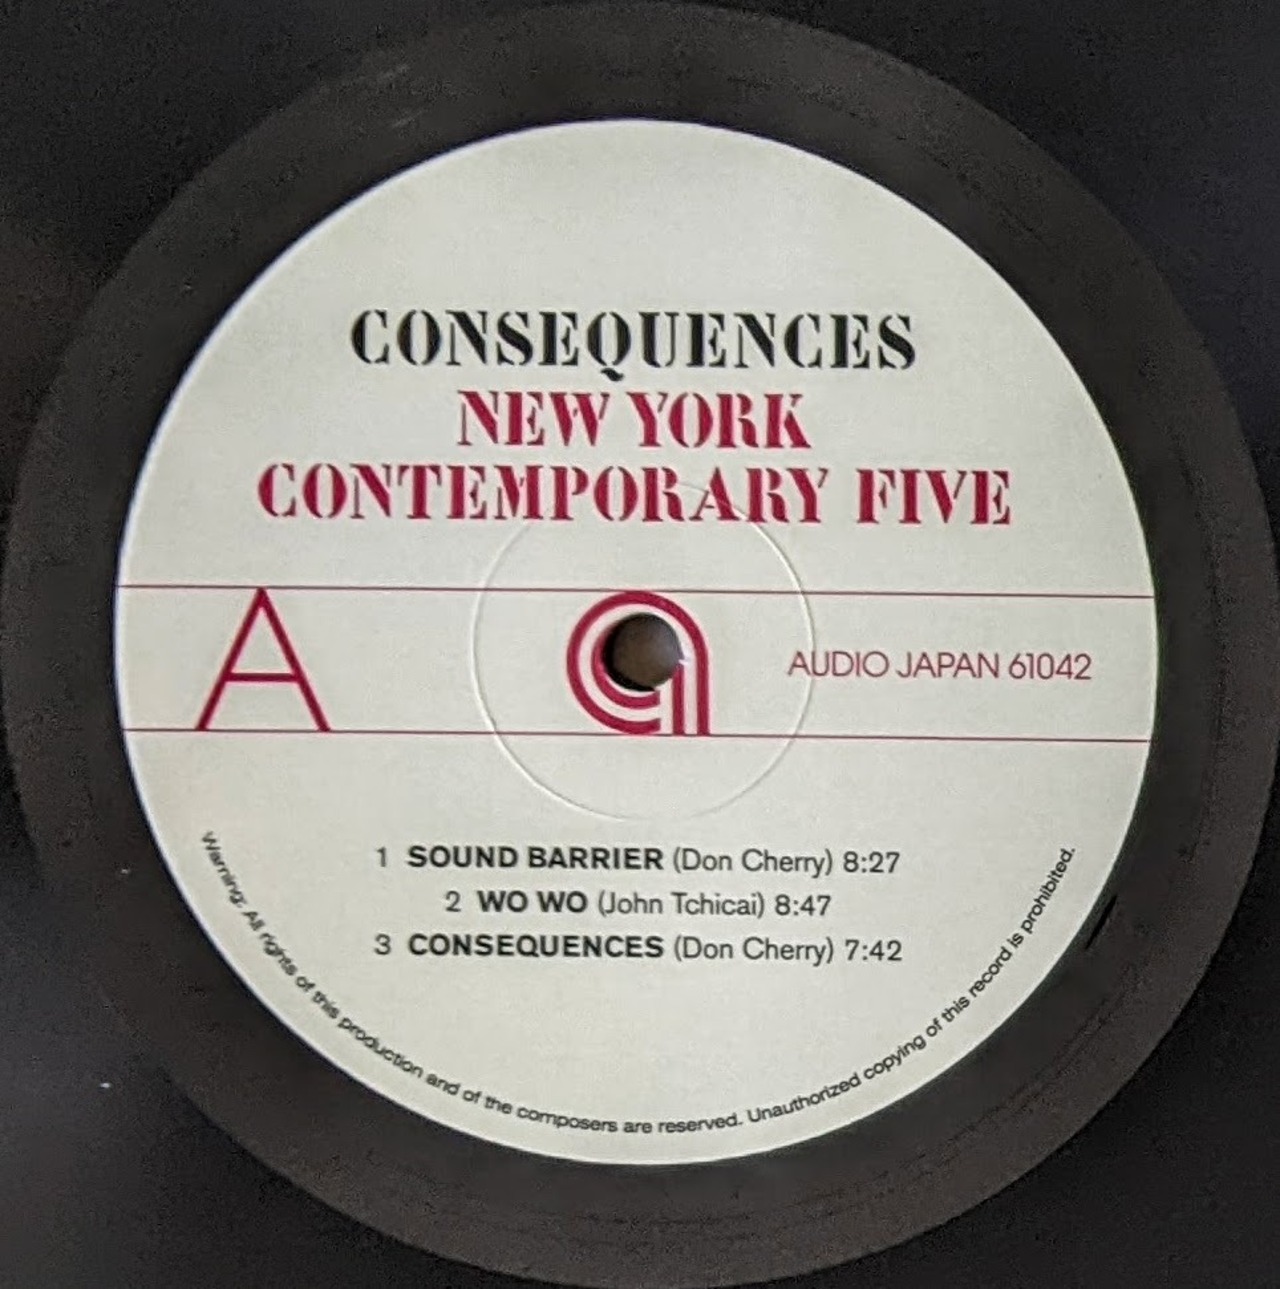 CONSEQUENCES
NEW YORK
CONTEMPORARY FIVE
A
a
AUDIO JAPAN 61042
1 SOUND BARRIER (Don Cherry) 8:27
2 WO WO (John Tchicai) 8:47
3 CONSEQUENCES (Don Cherry) 7:42
Warning: All rights of this production and of the composers are reserved. Unauthorized copying of this record is prohibited.